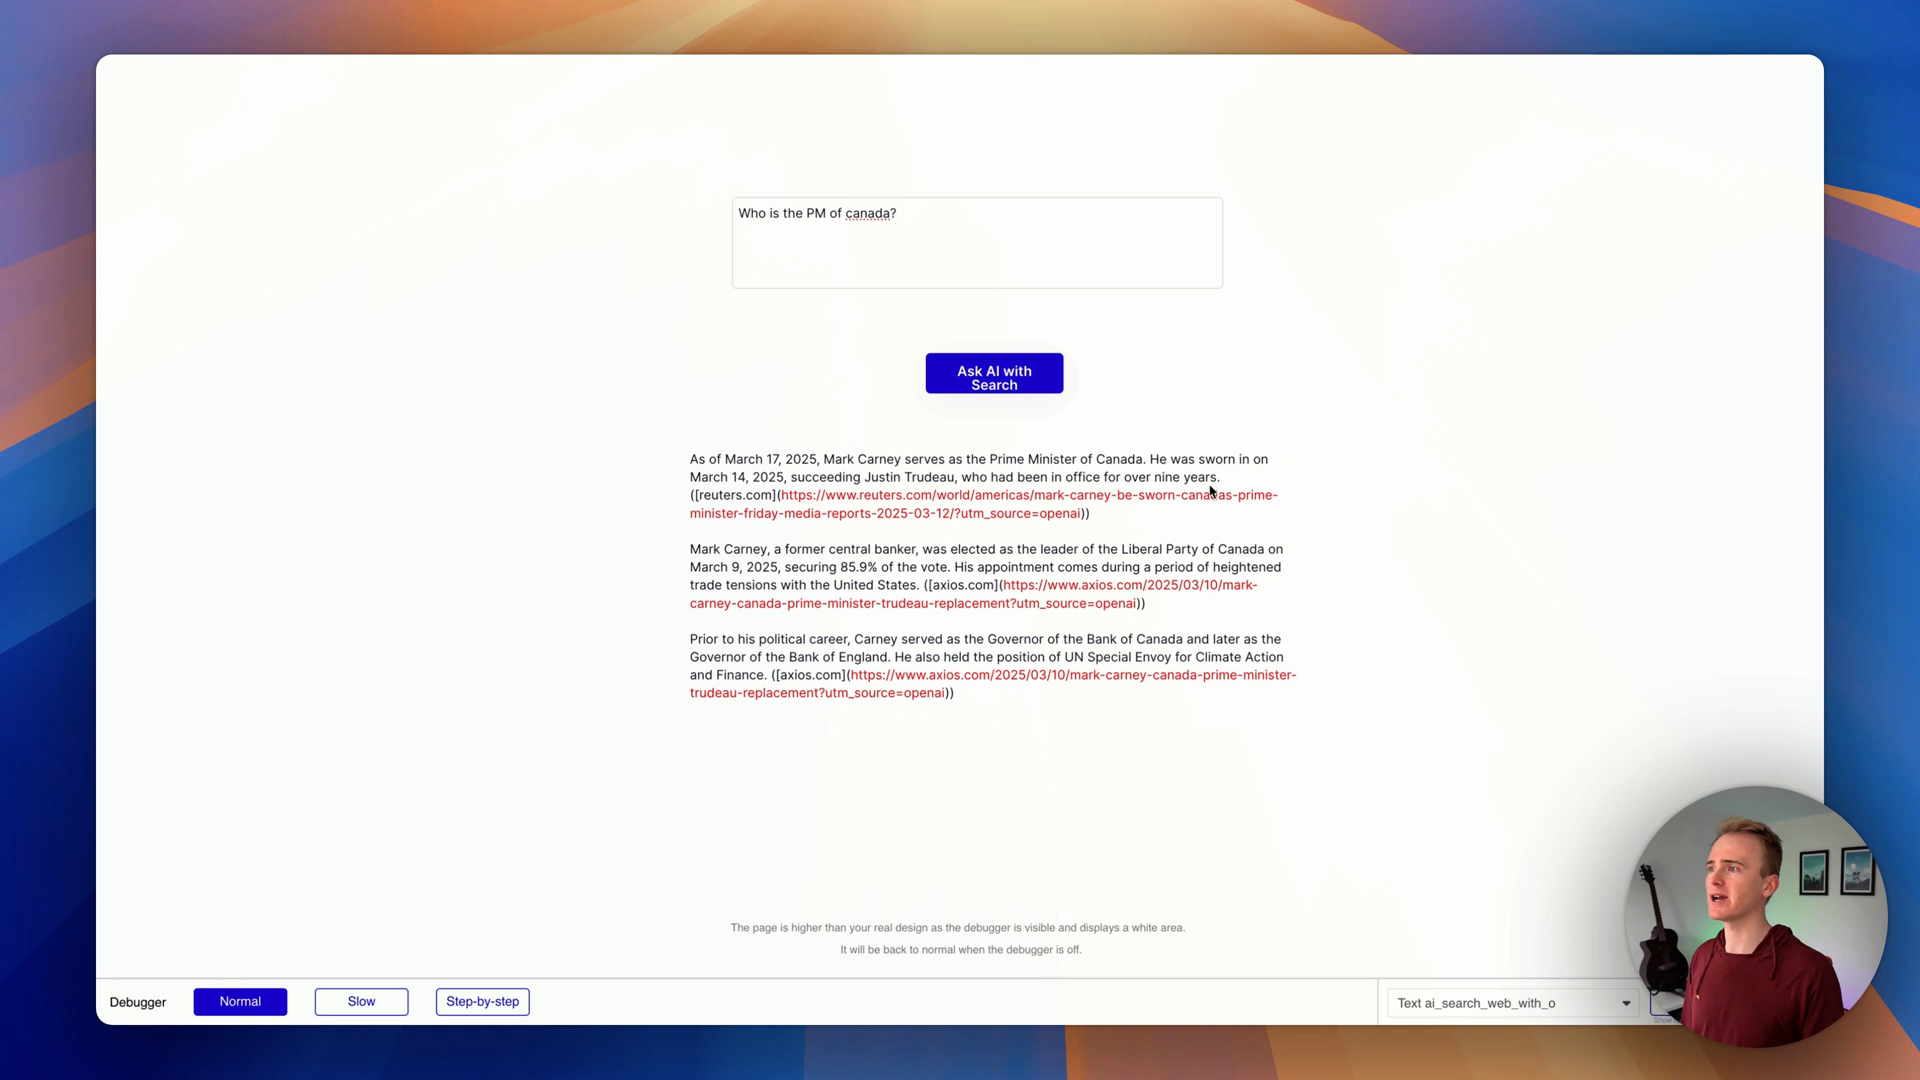 Who is the PM of canada?
Ask AI with
Search
As of March 17, 2025, Mark Carney serves as the Prime Minister of Canada. He was sworn in on
March 14, 2025, succeeding Justin Trudeau, who had been in office for over nine years.
([reuters.com](https://www.reuters.com/world/americas/mark-carney-be-sworn-canadas-prime-
minister-friday-media-reports-2025-03-12/?utm_source=openai))
Mark Carney, a former central banker, was elected as the leader of the Liberal Party of Canada on
March 9, 2025, securing 85.9% of the vote. His appointment comes during a period of heightened
trade tensions with the United States. ([axios.com](https://www.axios.com/2025/03/10/mark-
carney-canada-prime-minister-trudeau-replacement?utm_source=openai))
Prior to his political career, Carney served as the Governor of the Bank of Canada and later as the
Governor of the Bank of England. He also held the position of UN Special Envoy for Climate Action
and Finance. ([axios.com](https://www.axios.com/2025/03/10/mark-carney-canada-prime-minister-
trudeau-replacement?utm_source=openai))
The page is higher than your real design as the debugger is visible and displays a white area.
It will be back to normal when the debugger is off.
Debugger
Normal
Slow
Step-by-step
Text ai_search_web_with_o